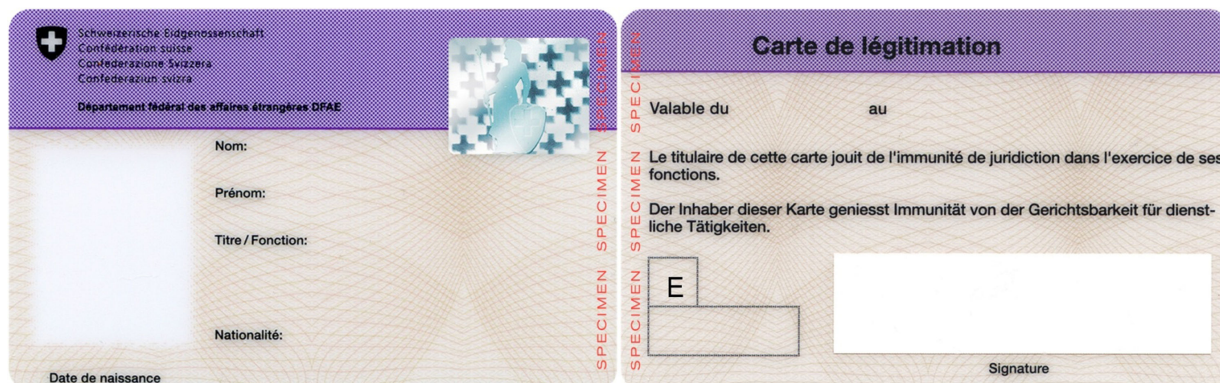 Schweizerische Eidgenossenschaft
Confédération suisse
Confederazione Svizzera
Confederaziun svizra
Département fédéral des affaires étrangères DFAE
Nom:
Prénom:
Titre / Fonction:
Nationalité:
Date de naissance
SPECIMEN SPECIMEN SPECIMEN
SPECIMEN SPECIMEN SPECIMEN
Carte de légitimation
Valable du au
Le titulaire de cette carte jouit de l'immunité de juridiction dans l'exercice de ses
fonctions.
Der Inhaber dieser Karte geniesst Immunität von der Gerichtsbarkeit für dienst-
liche Tätigkeiten.
E
Signature